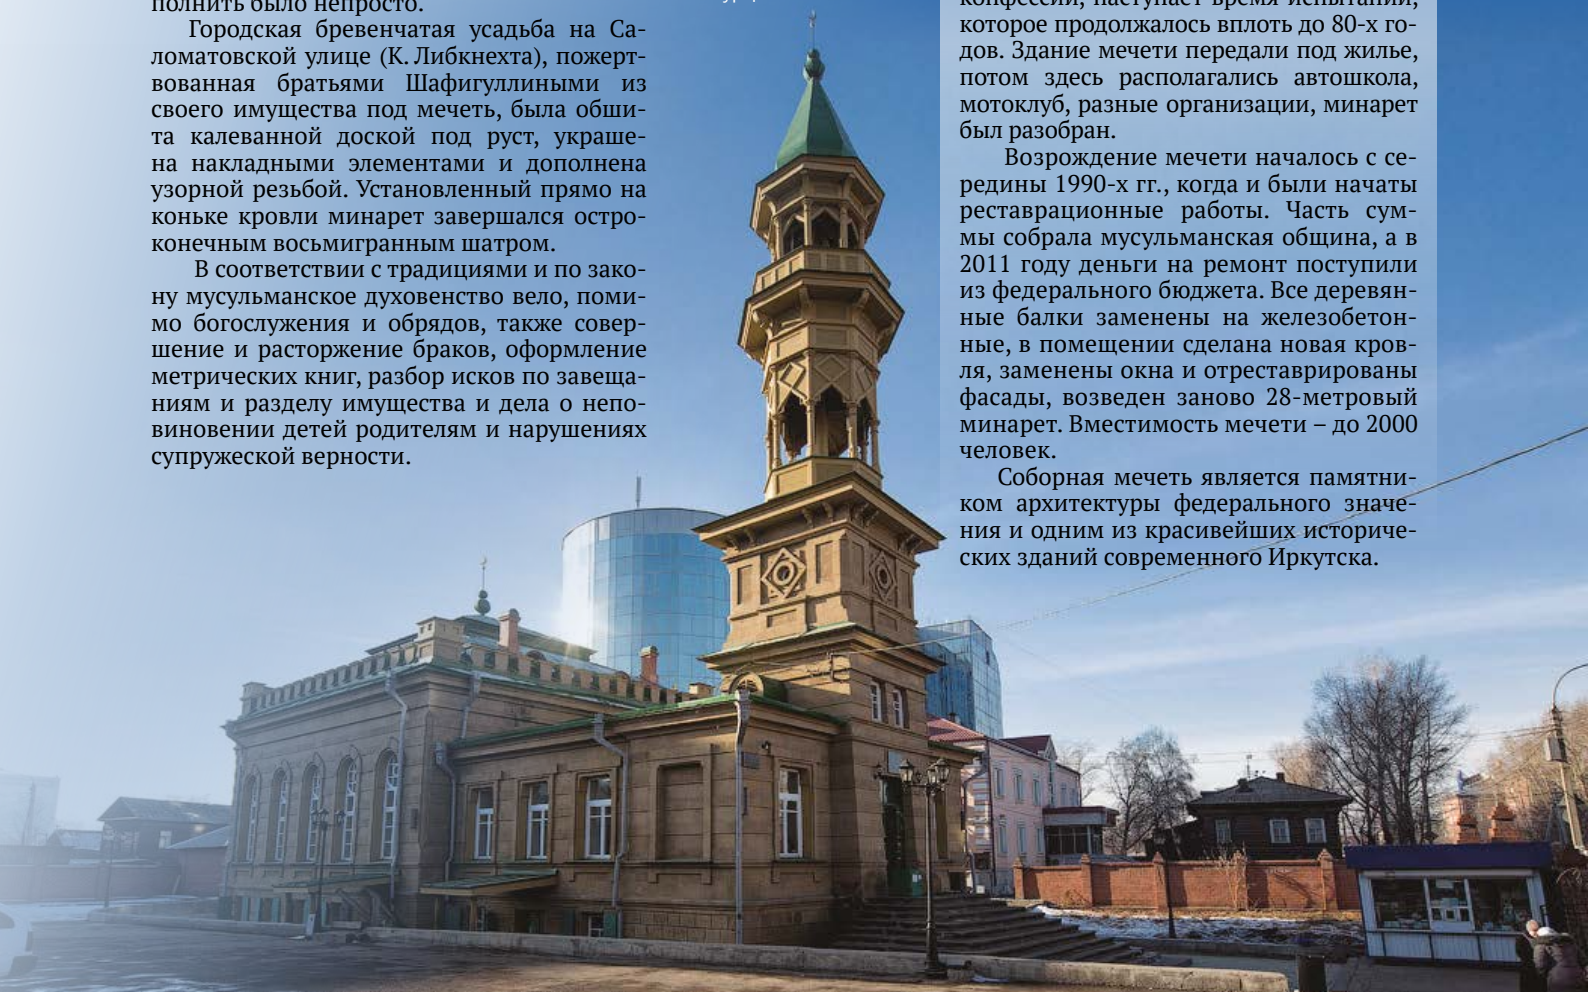 полнить было непросто.
Городская бревенчатая усадьба на Са-
ломатовской улице (К. Либкнехта), пожерт-
вованная братьями Шафигуллиными из
своего имущества под мечеть, была обши-
та калеванной доской под руст, украше-
на накладными элементами и дополнена
узорной резьбой. Установленный прямо на
коньке кровли минарет завершался остро-
конечным восьмигранным шатром.
В соответствии с традициями и по зако-
ну мусульманское духовенство вело, поми-
мо богослужения и обрядов, также совер-
шение и расторжение браков, оформление
метрических книг, разбор исков по завеща-
ниям и разделу имущества и дела о непо-
виновении детей родителям и нарушениях
супружеской верности.
конфессий, наступает время испытаний,
которое продолжалось вплоть до 80-х го-
дов. Здание мечети передали под жилье,
потом здесь располагались автошкола,
мотоклуб, разные организации, минарет
был разобран.
Возрождение мечети началось с се-
редины 1990-х гг., когда и были начаты
реставрационные работы. Часть сум-
мы собрала мусульманская община, а в
2011 году деньги на ремонт поступили
из федерального бюджета. Все деревян-
ные балки заменены на железобетон-
ные, в помещении сделана новая кров-
ля, заменены окна и отреставрированы
фасады, возведен заново 28-метровый
минарет. Вместимость мечети – до 2000
человек.
Соборная мечеть является памятни-
ком архитектуры федерального значе-
ния и одним из красивейших историче-
ских зданий современного Иркутска.